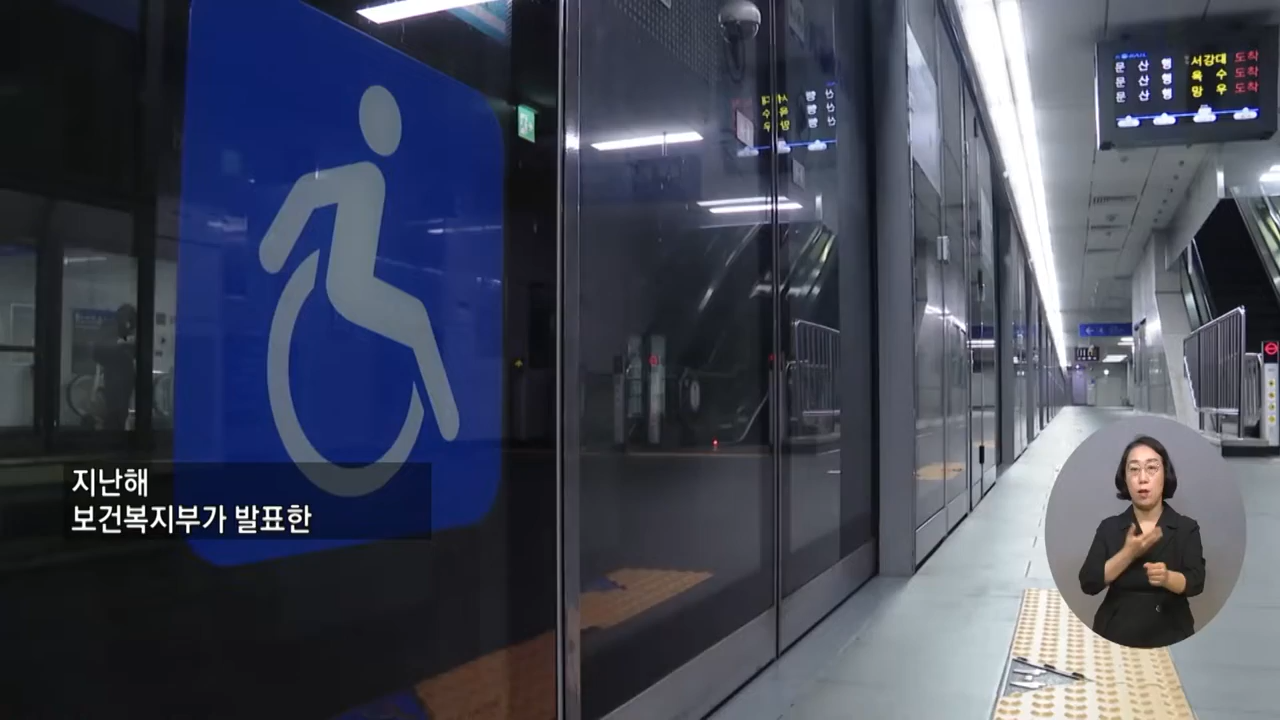 문 산 행 서강대 도착
문 산 행 옥 수 도착
문 산 행 망 우 도착
지난해
보건복지부가 발표한